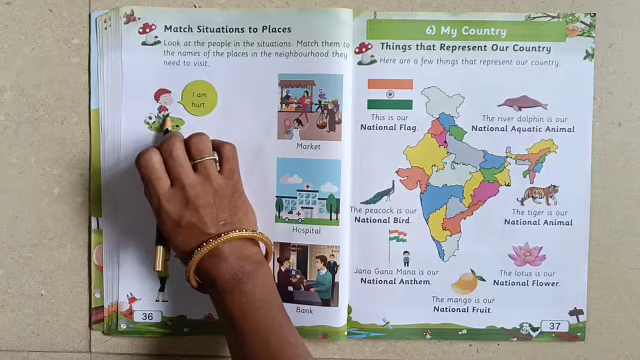 Match Situations to Places
Look at the people in the situations. Match them to
the names of the places in the neighbourhood they
need to visit.
I am
hurt.
Market
Hospital
Bank
36
6) My Country
Things that Represent Our Country
Here are a few things that represent our country.
This is our
National Flag.
The river dolphin is our
National Aquatic Animal
The peacock is our
National Bird.
The tiger is our
National Animal
Jana Gana Mana is our
National Anthem.
The lotus is our
National Flower.
The mango is our
National Fruit.
37